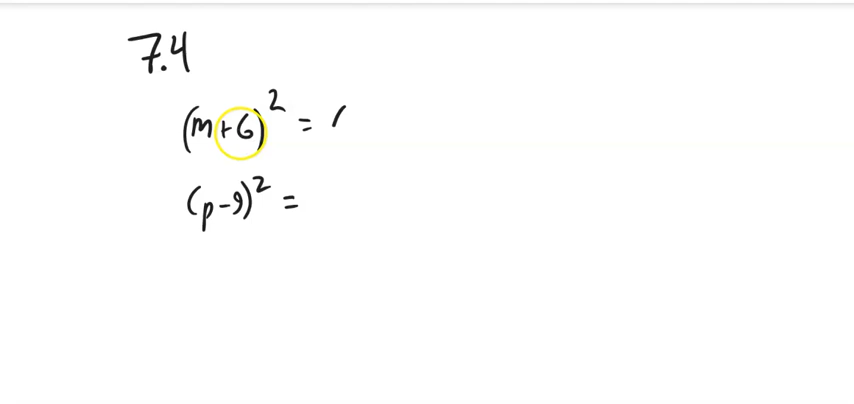 7.4
(m+6)² = (
(p-9)² =